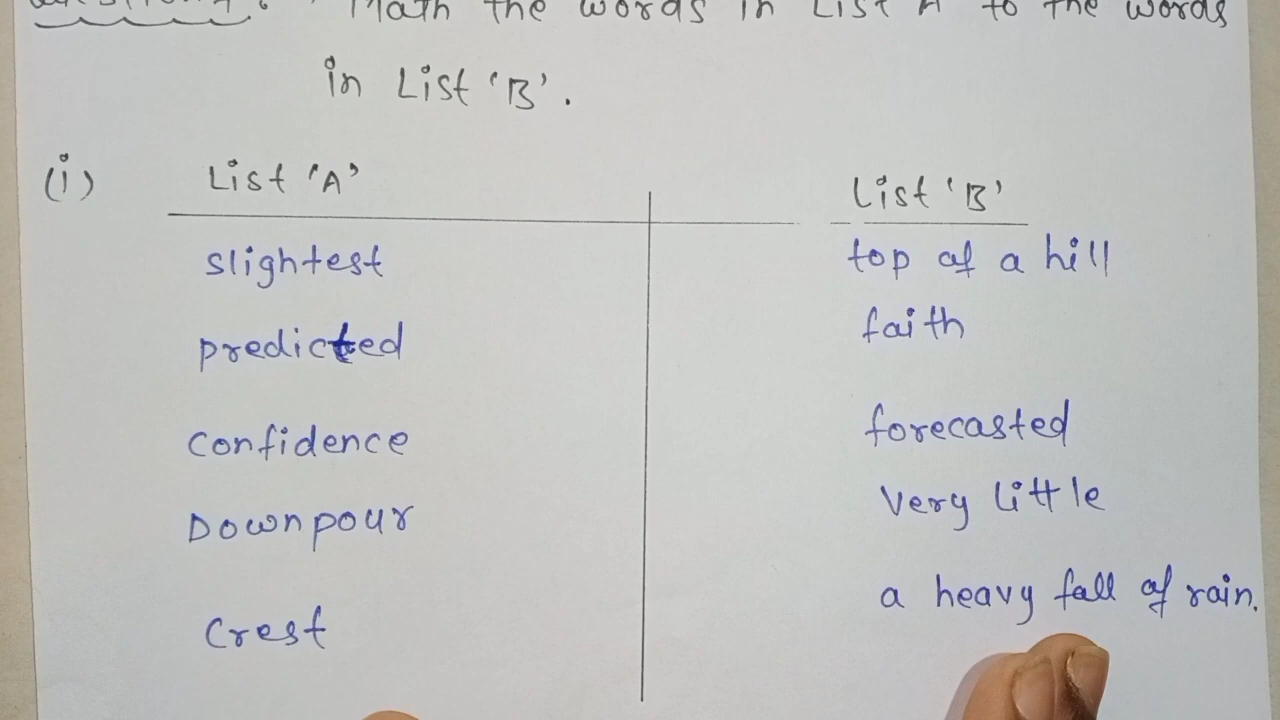 Question : Math the words in List A to the words
in List 'B'.
(i) List 'A' List 'B'
slightest top of a hill
predicted faith
confidence forecasted
Downpour Very little
Crest a heavy fall of rain.